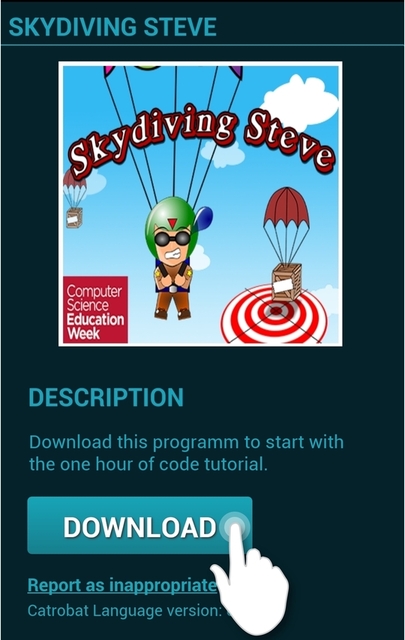 SKYDIVING STEVE
Skydiving Steve
Computer
Science
Education
Week
DESCRIPTION
Download this programm to start with
the one hour of code tutorial.
DOWNLOAD
Report as inappropriate
Catrobat Language version: